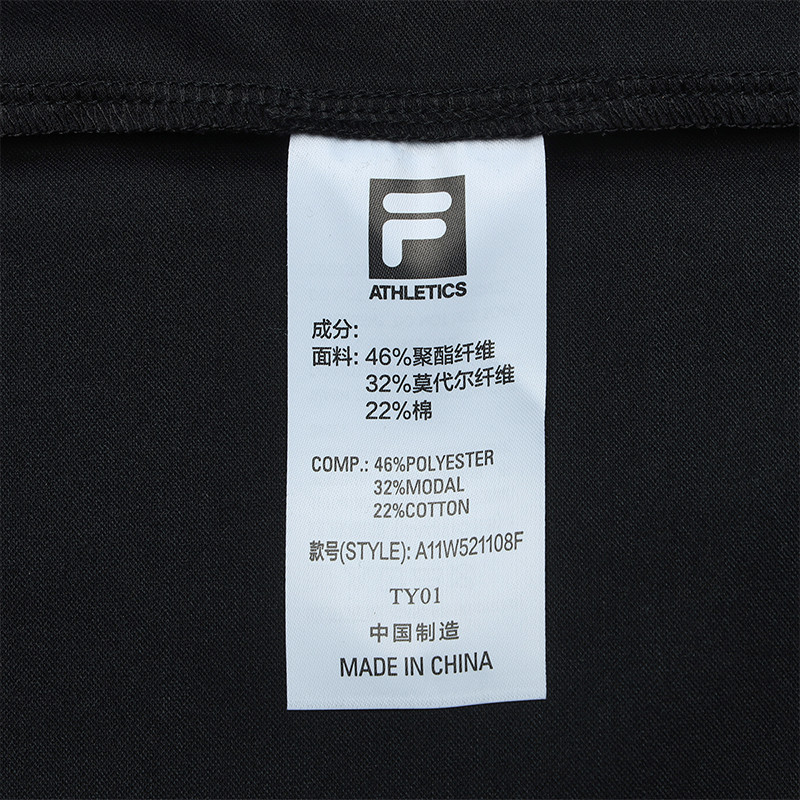 F
ATHLETICS
成分:
面料: 46%聚酯纤维
32%莫代尔纤维
22%棉
COMP.: 46%POLYESTER
32%MODAL
22%COTTON
款号(STYLE): A11W521108F
TY01
中国制造
MADE IN CHINA